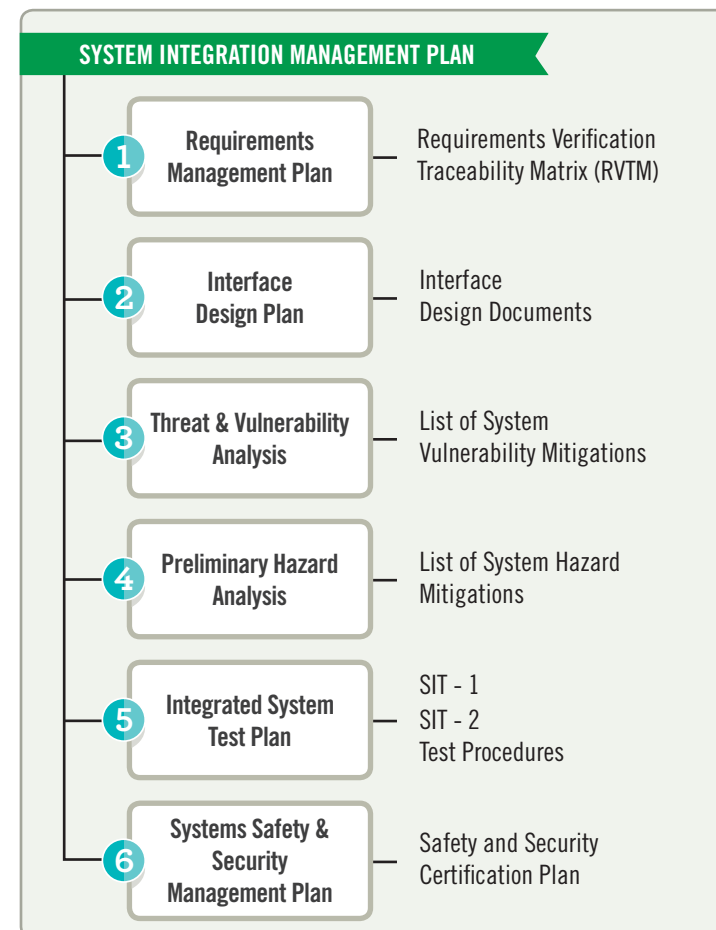 SYSTEM INTEGRATION MANAGEMENT PLAN
1
Requirements
Management Plan
Requirements Verification
Traceability Matrix (RVTM)
2
Interface
Design Plan
Interface
Design Documents
3
Threat & Vulnerability
Analysis
List of System
Vulnerability Mitigations
4
Preliminary Hazard
Analysis
List of System Hazard
Mitigations
5
Integrated System
Test Plan
SIT - 1
SIT - 2
Test Procedures
6
Systems Safety &
Security
Management Plan
Safety and Security
Certification Plan